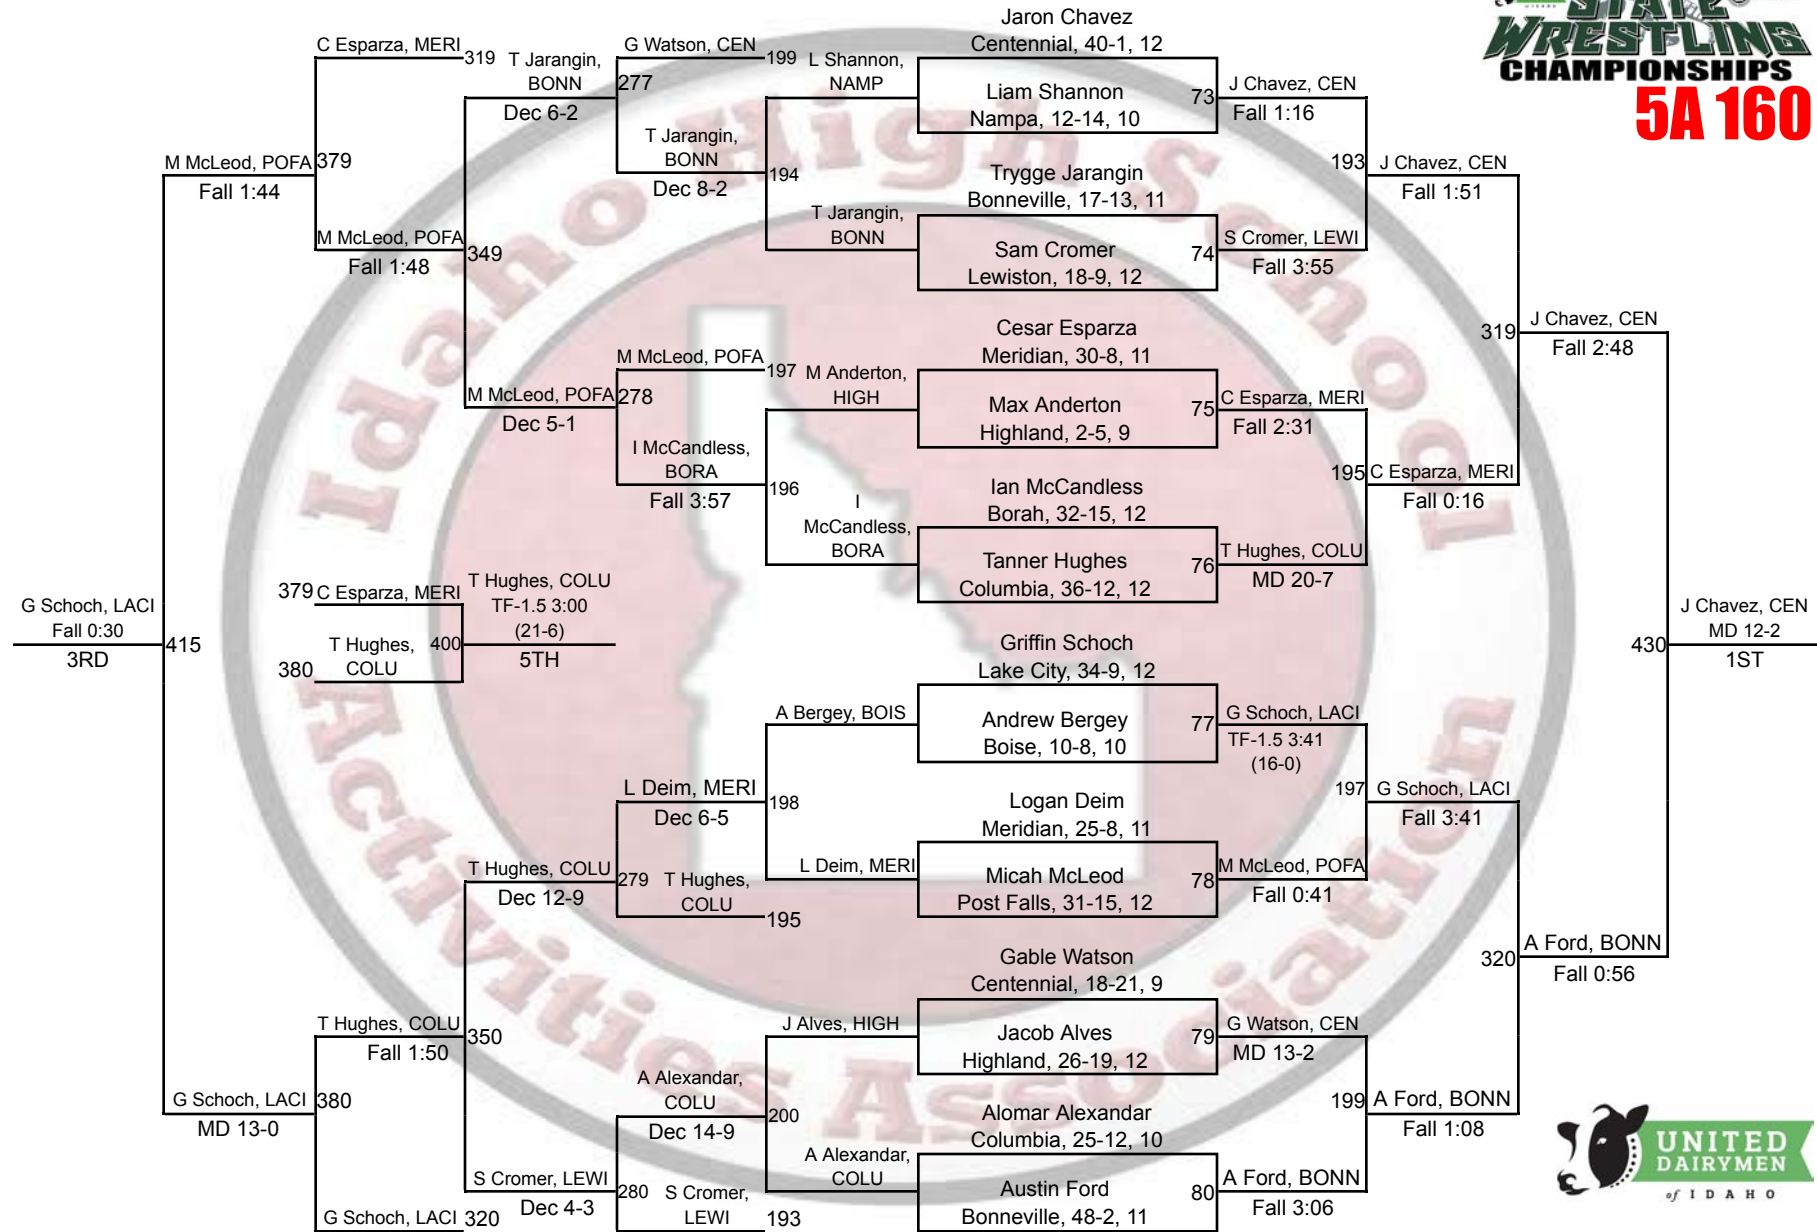 STATE
WRESTLING
CHAMPIONSHIPS
5A 160
Idaho High School
Activities Association
C Esparza, MERI
319
T Jarangin,
BONN
Dec 6-2
G Watson, CEN
199
277
T Jarangin,
BONN
Dec 8-2
194
L Shannon,
NAMP
T Jarangin,
BONN
M McLeod, POFA
Fall 1:44
379
M McLeod, POFA
Fall 1:48
349
M McLeod, POFA
Dec 5-1
M McLeod, POFA
197
278
I McCandless,
BORA
Fall 3:57
196
M Anderton,
HIGH
I
McCandless,
BORA
G Schoch, LACI
Fall 0:30
3RD
415
379
C Esparza, MERI
T Hughes,
COLU
380
400
T Hughes, COLU
TF-1.5 3:00
(21-6)
5TH
A Bergey, BOIS
L Deim, MERI
Dec 6-5
198
L Deim, MERI
T Hughes, COLU
Dec 12-9
279
T Hughes,
COLU
195
T Hughes, COLU
Fall 1:50
350
J Alves, HIGH
A Alexandar,
COLU
Dec 14-9
200
A Alexandar,
COLU
G Schoch, LACI
MD 13-0
380
S Cromer, LEWI
Dec 4-3
280
S Cromer,
LEWI
193
G Schoch, LACI
320
Jaron Chavez
Centennial, 40-1, 12
Liam Shannon
Nampa, 12-14, 10
73
J Chavez, CEN
Fall 1:16
Trygge Jarangin
Bonneville, 17-13, 11
Sam Cromer
Lewiston, 18-9, 12
74
S Cromer, LEWI
Fall 3:55
193
J Chavez, CEN
Fall 1:51
Cesar Esparza
Meridian, 30-8, 11
Max Anderton
Highland, 2-5, 9
75
C Esparza, MERI
Fall 2:31
Ian McCandless
Borah, 32-15, 12
Tanner Hughes
Columbia, 36-12, 12
76
T Hughes, COLU
MD 20-7
195
C Esparza, MERI
Fall 0:16
319
J Chavez, CEN
Fall 2:48
Griffin Schoch
Lake City, 34-9, 12
Andrew Bergey
Boise, 10-8, 10
77
G Schoch, LACI
TF-1.5 3:41
(16-0)
Logan Deim
Meridian, 25-8, 11
Micah McLeod
Post Falls, 31-15, 12
78
M McLeod, POFA
Fall 0:41
197
G Schoch, LACI
Fall 3:41
Gable Watson
Centennial, 18-21, 9
Jacob Alves
Highland, 26-19, 12
79
G Watson, CEN
MD 13-2
Alomar Alexandar
Columbia, 25-12, 10
Austin Ford
Bonneville, 48-2, 11
80
A Ford, BONN
Fall 3:06
199
A Ford, BONN
Fall 1:08
320
A Ford, BONN
Fall 0:56
430
J Chavez, CEN
MD 12-2
1ST
UNITED
DAIRYMEN
of IDAHO